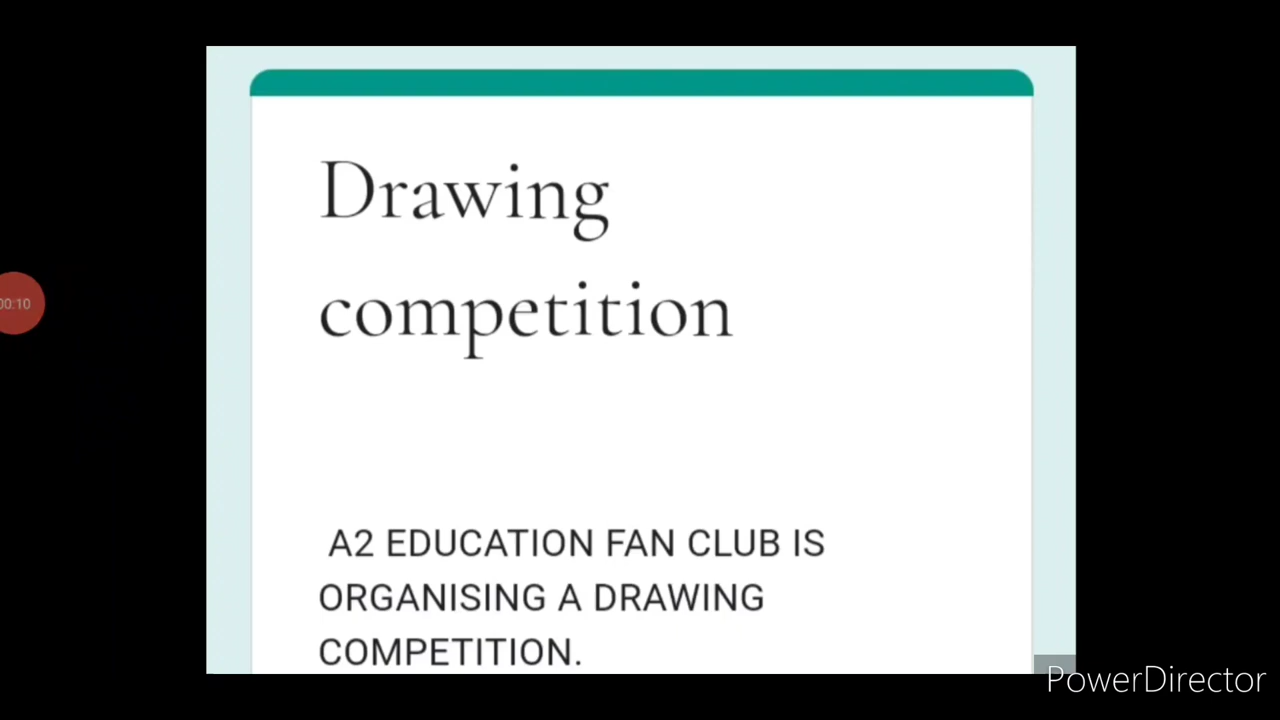 Drawing
competition
A2 EDUCATION FAN CLUB IS
ORGANISING A DRAWING
COMPETITION.
00:10
PowerDirector